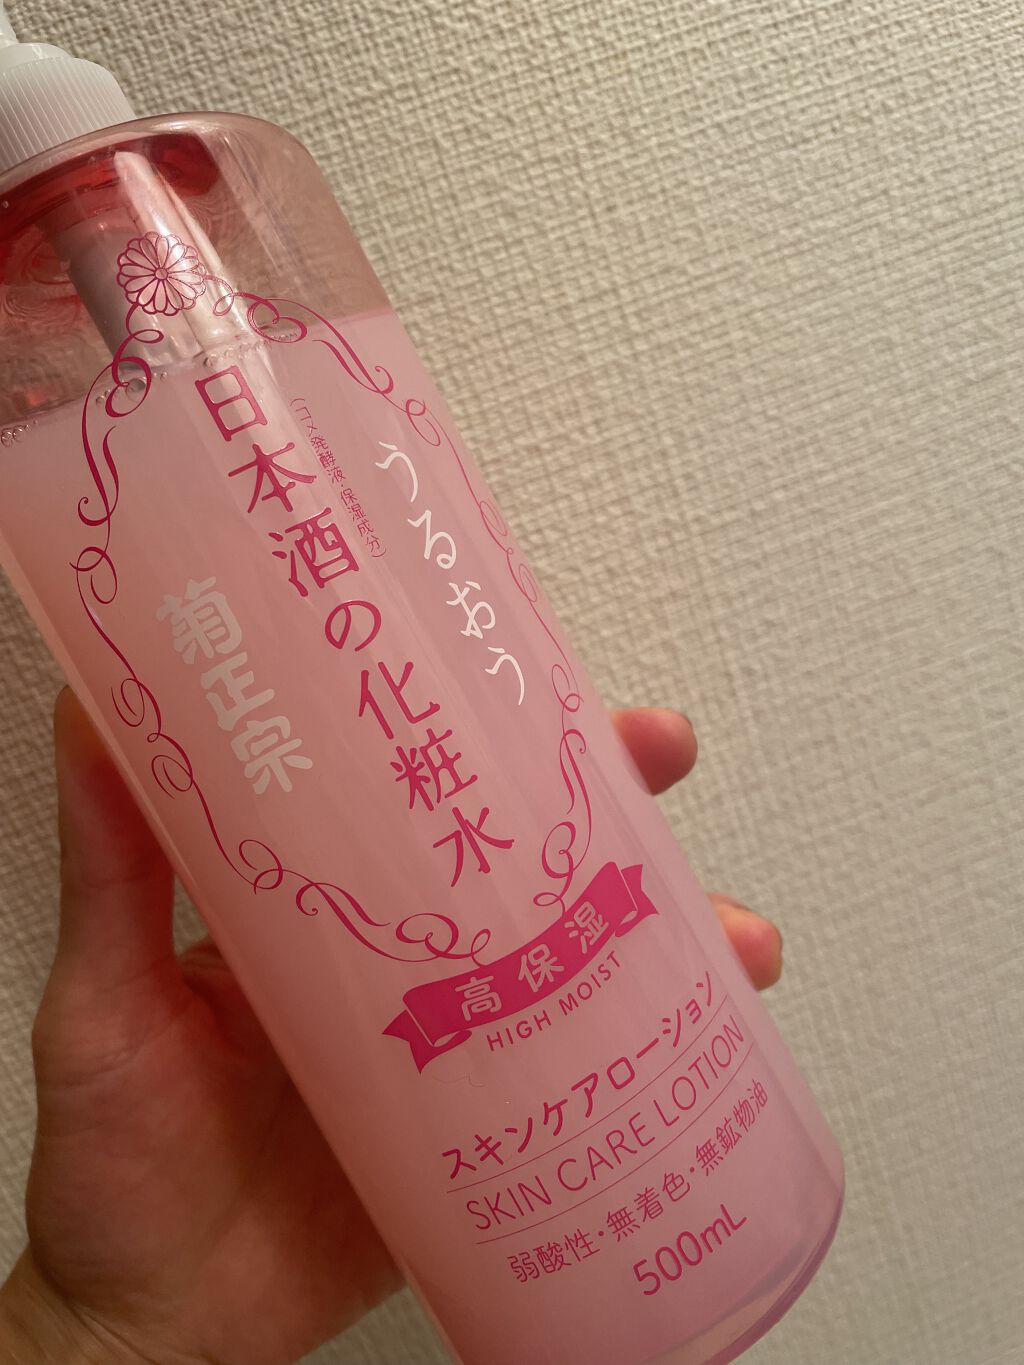 うるおう
日本酒の化粧水
(コメ発酵液・保湿成分)
菊正宗
高保湿
HIGH MOIST
スキンケアローション
SKIN CARE LOTION
弱酸性・無着色・無鉱物油
500mL